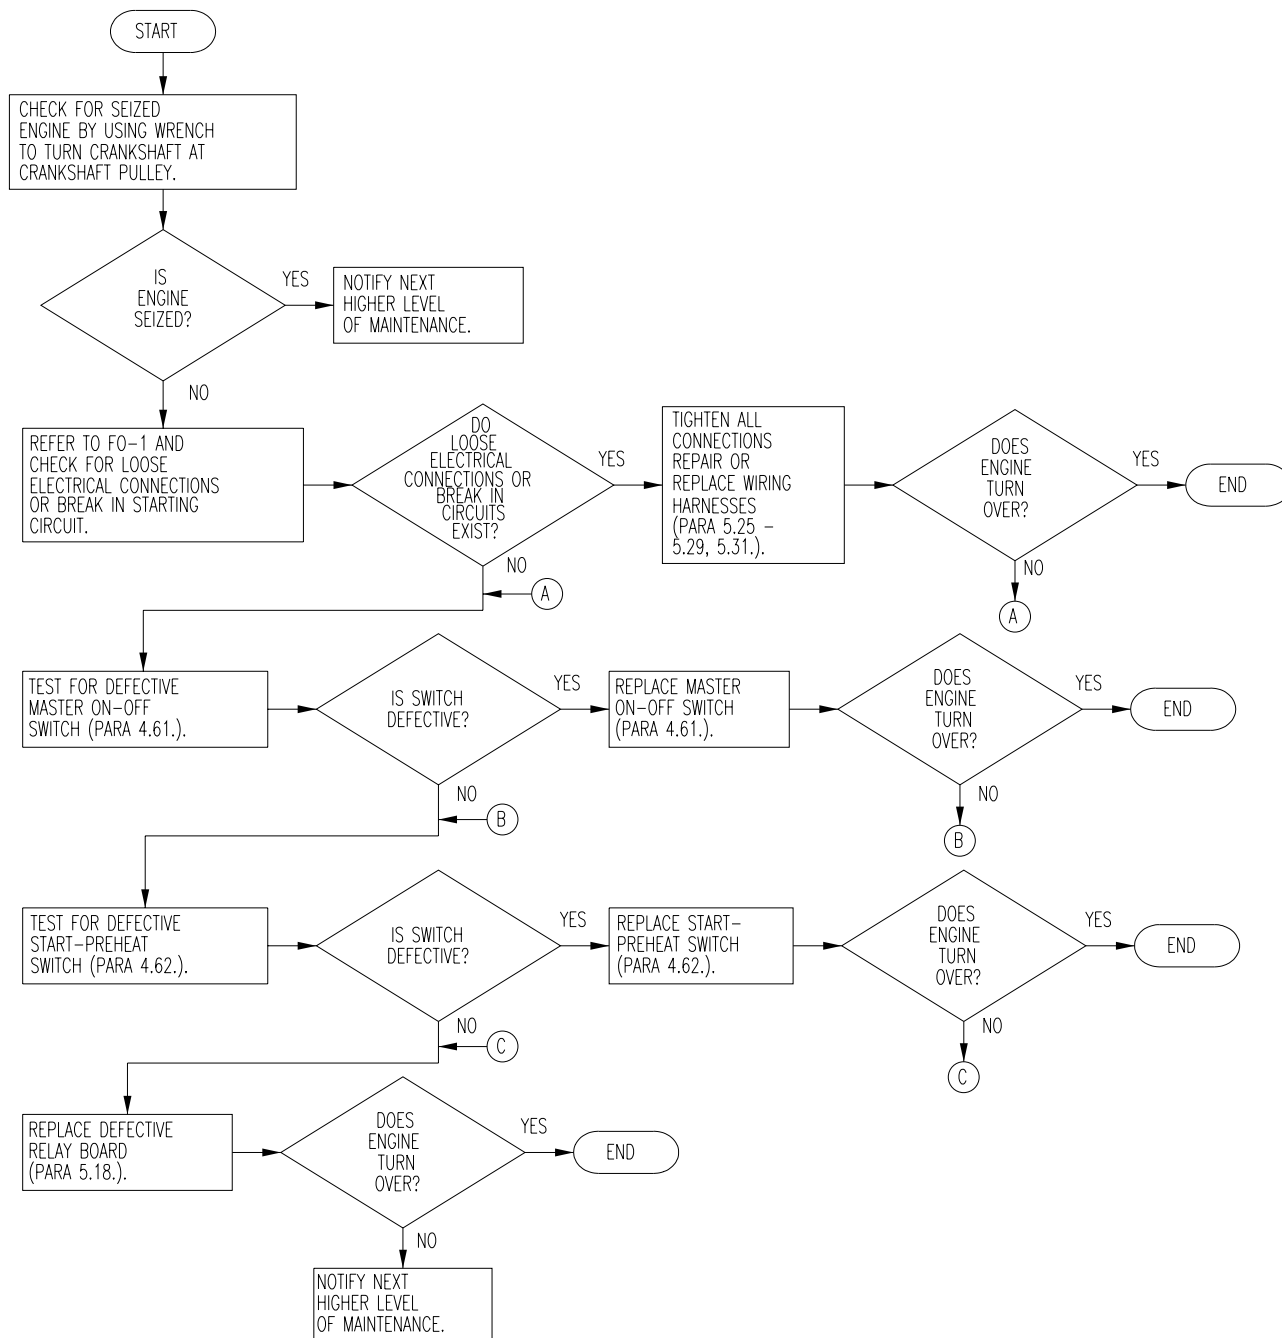 START
CHECK FOR SEIZED
ENGINE BY USING WRENCH
TO TURN CRANKSHAFT AT
CRANKSHAFT PULLEY.
IS
ENGINE
SEIZED?
YES
NOTIFY NEXT
HIGHER LEVEL
OF MAINTENANCE.
NO
REFER TO FO-1 AND
CHECK FOR LOOSE
ELECTRICAL CONNECTIONS
OR BREAK IN STARTING
CIRCUIT.
DO
LOOSE
ELECTRICAL
CONNECTIONS OR
BREAK IN
CIRCUITS
EXIST?
YES
TIGHTEN ALL
CONNECTIONS
REPAIR OR
REPLACE WIRING
HARNESSES
(PARA 5.25 –
5.29, 5.31.).
DOES
ENGINE
TURN
OVER?
YES
END
NO
A
NO
A
TEST FOR DEFECTIVE
MASTER ON-OFF
SWITCH (PARA 4.61.).
IS SWITCH
DEFECTIVE?
YES
REPLACE MASTER
ON-OFF SWITCH
(PARA 4.61.).
DOES
ENGINE
TURN
OVER?
YES
END
NO
B
NO
B
TEST FOR DEFECTIVE
START-PREHEAT
SWITCH (PARA 4.62.).
IS SWITCH
DEFECTIVE?
YES
REPLACE START-
PREHEAT SWITCH
(PARA 4.62.).
DOES
ENGINE
TURN
OVER?
YES
END
NO
C
NO
C
REPLACE DEFECTIVE
RELAY BOARD
(PARA 5.18.).
DOES
ENGINE
TURN
OVER?
YES
END
NO
NOTIFY NEXT
HIGHER LEVEL
OF MAINTENANCE.